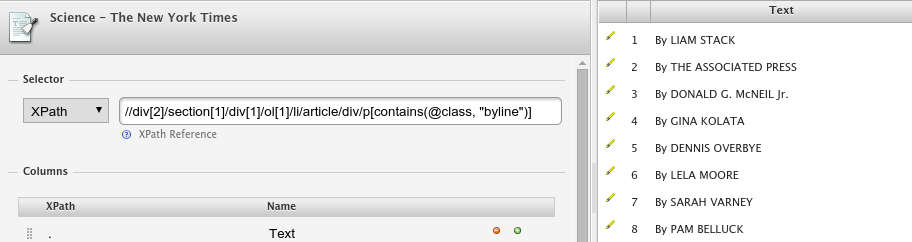 Science - The New York Times
Selector
XPath
//div[2]/section[1]/div[1]/ol[1]/li/article/div/p[contains(@class, "byline")]
XPath Reference
Columns
XPath Name
. Text
Text
1 By LIAM STACK
2 By THE ASSOCIATED PRESS
3 By DONALD G. McNEIL Jr.
4 By GINA KOLATA
5 By DENNIS OVERBYE
6 By LELA MOORE
7 By SARAH VARNEY
8 By PAM BELLUCK